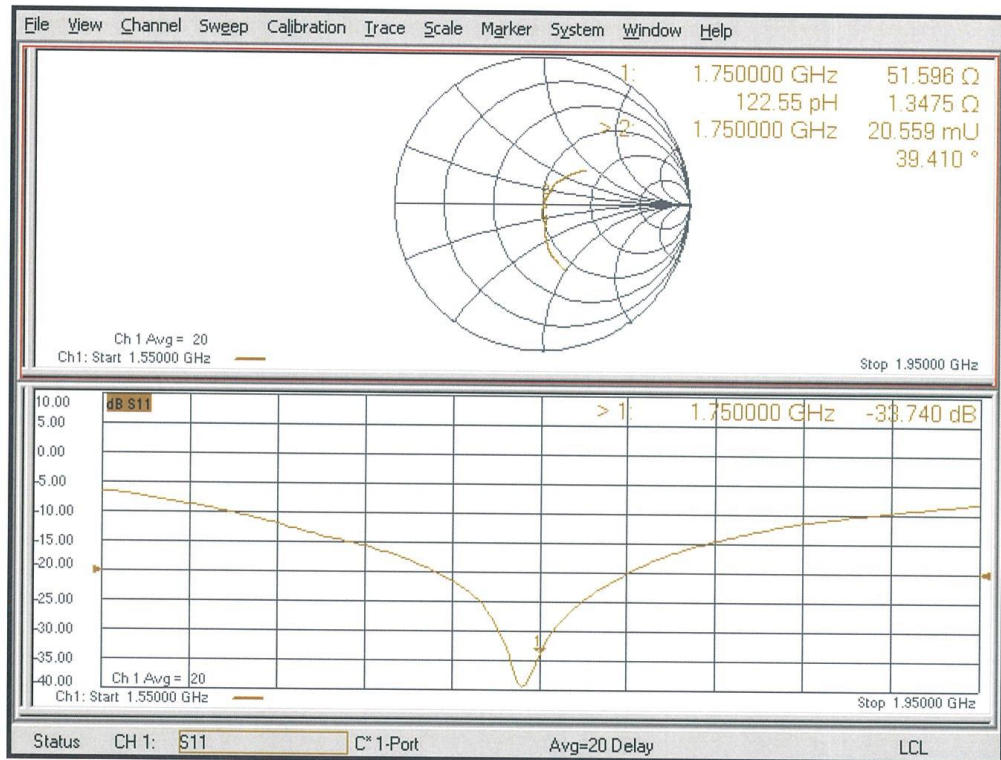 File View Channel Sweep Calibration Trace Scale Marker System Window Help
1: 1.750000 GHz 51.596 Ω
122.55 pH 1.3475 Ω
> 2: 1.750000 GHz 20.559 mU
39.410 °
Ch 1 Avg = 20
Ch1: Start 1.55000 GHz
Stop 1.95000 GHz
10.00
dB S11
> 1: 1.750000 GHz -33.740 dB
5.00
0.00
-5.00
-10.00
-15.00
-20.00
-25.00
-30.00
1
-35.00
-40.00
Ch 1 Avg = 20
Ch1: Start 1.55000 GHz
Stop 1.95000 GHz
Status CH 1: S11 C* 1-Port Avg=20 Delay LCL